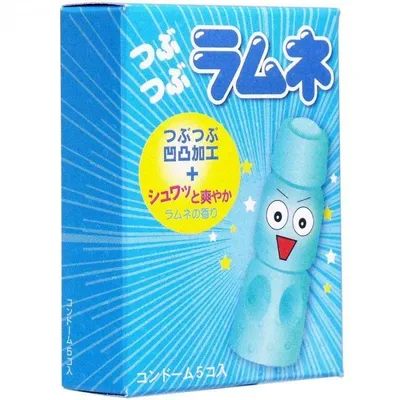 つぶ
つぶ
ラムネ
つぶつぶ
凹凸加工
+
シュワッと爽やか
ラムネの香り
コンドーム5コ入
コンドーム5コ入